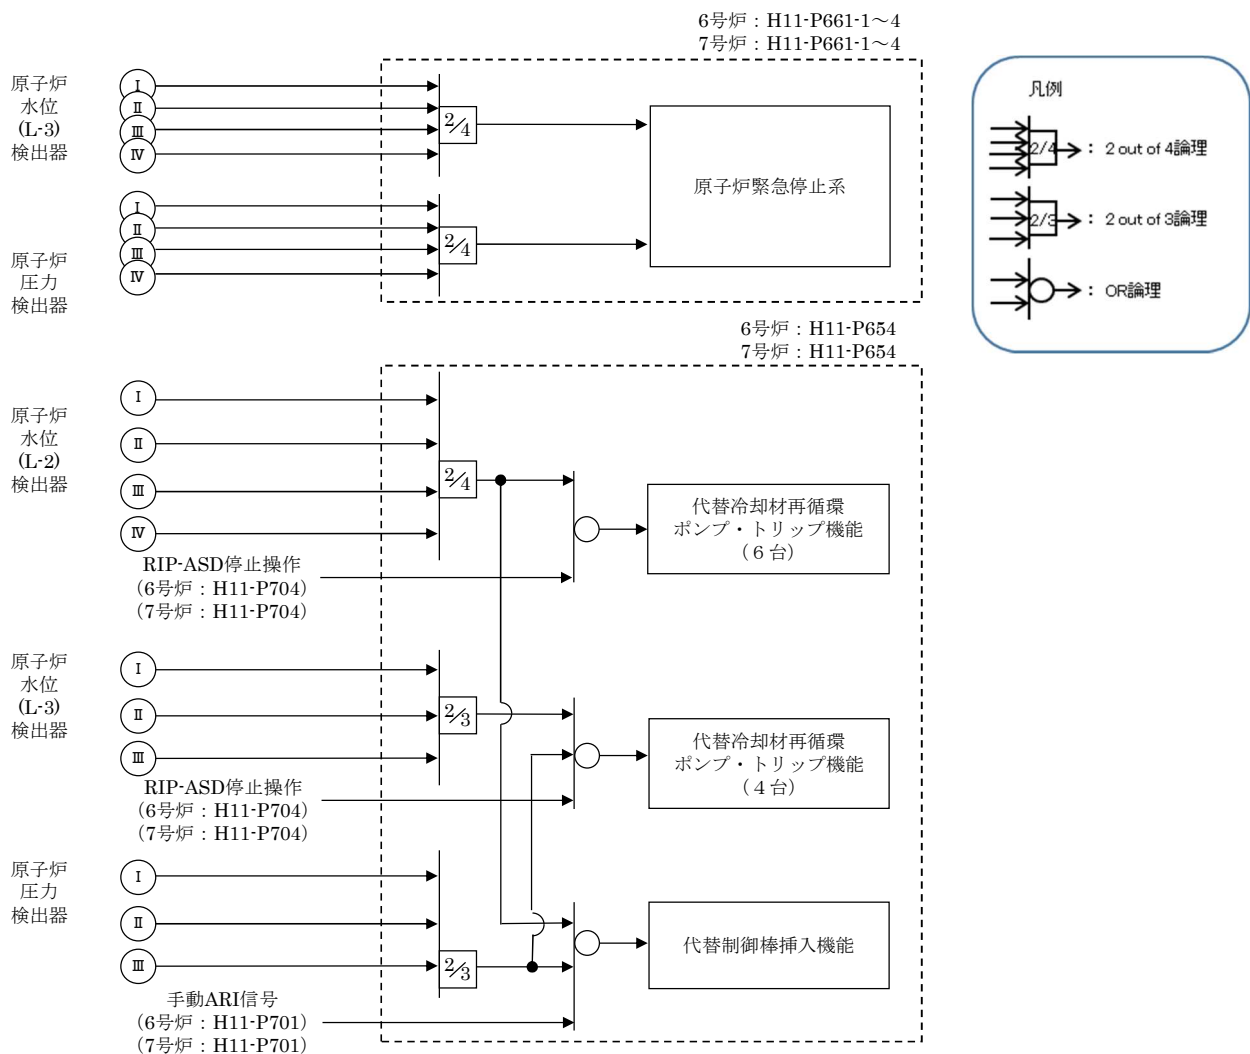 6号炉：H11-P661-1～4
7号炉：H11-P661-1～4
原子炉
水位
(L-3)
検出器
Ⅰ
Ⅱ
Ⅲ
Ⅳ
2/4
原子炉緊急停止系
原子炉
圧力
検出器
Ⅰ
Ⅱ
Ⅲ
Ⅳ
2/4
凡例
2/4
： 2 out of 4論理
2/3
： 2 out of 3論理
： OR論理
6号炉：H11-P654
7号炉：H11-P654
原子炉
水位
(L-2)
検出器
Ⅰ
Ⅱ
Ⅲ
Ⅳ
2/4
代替冷却材再循環
ポンプ・トリップ機能
（６台）
RIP-ASD停止操作
（6号炉：H11-P704）
（7号炉：H11-P704）
原子炉
水位
(L-3)
検出器
Ⅰ
Ⅱ
Ⅲ
2/3
代替冷却材再循環
ポンプ・トリップ機能
（４台）
RIP-ASD停止操作
（6号炉：H11-P704）
（7号炉：H11-P704）
原子炉
圧力
検出器
Ⅰ
Ⅱ
Ⅲ
2/3
代替制御棒挿入機能
手動ARI信号
（6号炉：H11-P701）
（7号炉：H11-P701）